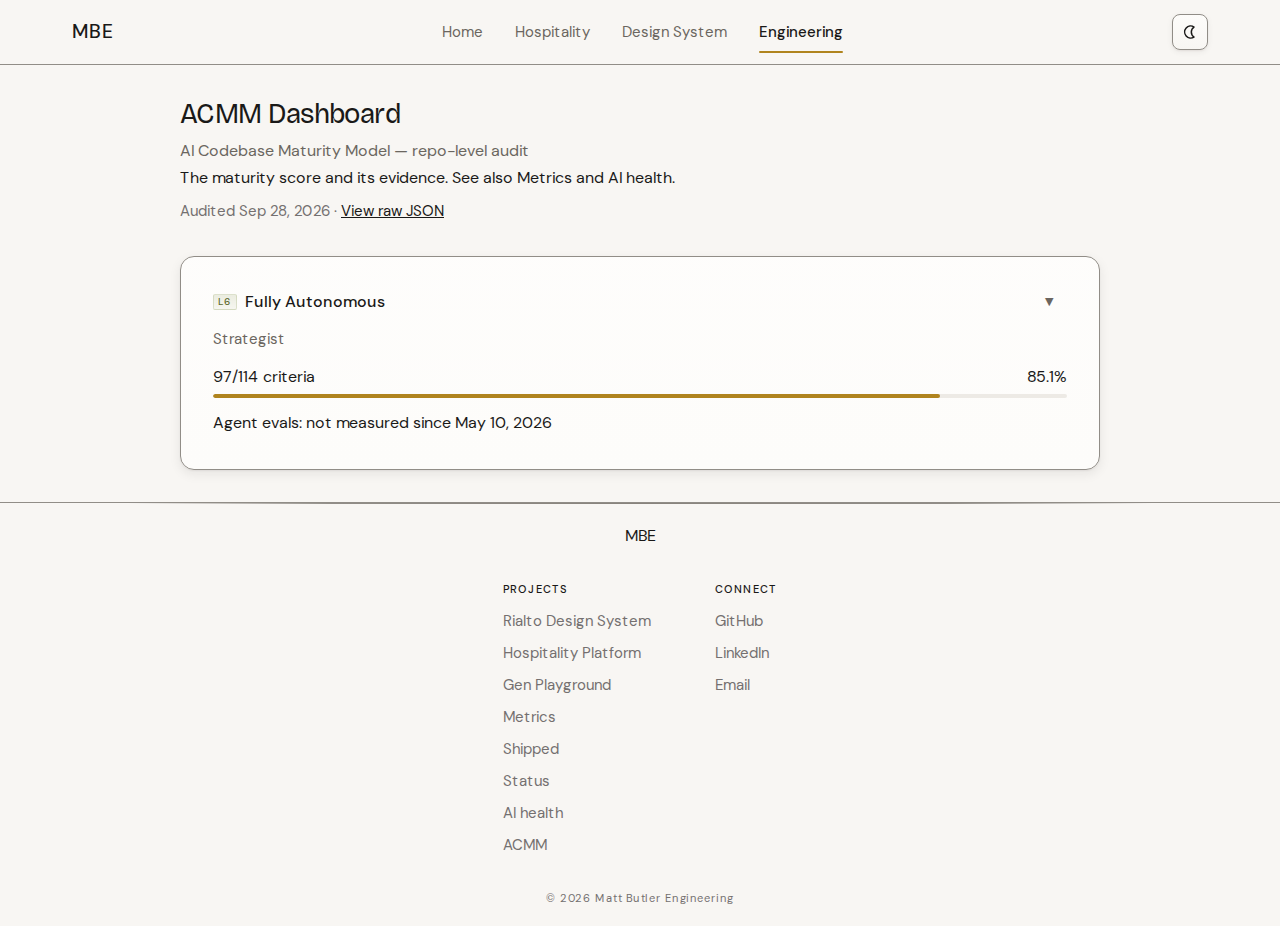 MBE
Home Hospitality Design System Engineering
ACMM Dashboard
AI Codebase Maturity Model — repo-level audit
The maturity score and its evidence. See also Metrics and AI health.
Audited Sep 28, 2026 · View raw JSON
L6 Fully Autonomous ▼
Strategist
97/114 criteria 85.1%
Agent evals: not measured since May 10, 2026
MBE
PROJECTS
Rialto Design System
Hospitality Platform
Gen Playground
Metrics
Shipped
Status
AI health
ACMM
CONNECT
GitHub
LinkedIn
Email
© 2026 Matt Butler Engineering